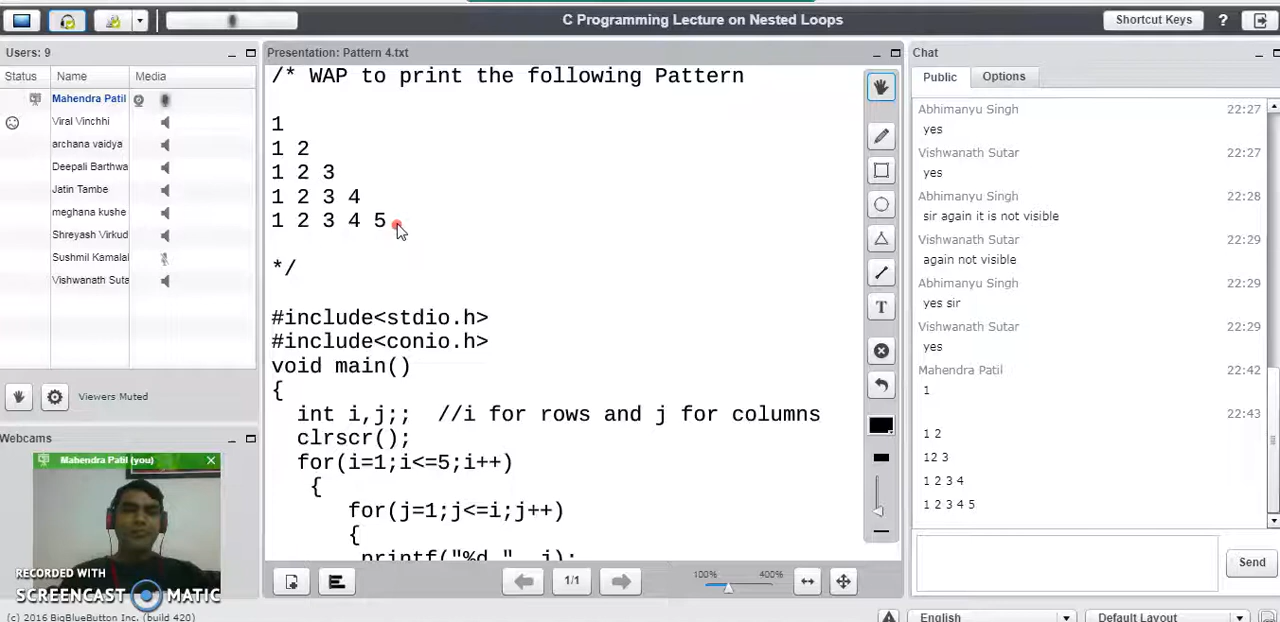 C Programming Lecture on Nested Loops
Shortcut Keys
?
Users: 9
Status Name Media
Mahendra Patil
Viral Vinchhi
archana vaidya
Deepali Barthwa
Jatin Tambe
meghana kushe
Shreyash Virkud
Sushmil Kamalal
Vishwanath Suta
Viewers Muted
Webcams
Mahendra Patil (you)
RECORDED WITH
SCREENCAST MATIC
(c) 2016 BigBlueButton Inc. (build 420)
Presentation: Pattern 4.txt
/* WAP to print the following Pattern
1
1 2
1 2 3
1 2 3 4
1 2 3 4 5
*/
#include<stdio.h>
#include<conio.h>
void main()
{
int i,j;; //i for rows and j for columns
clrscr();
for(i=1;i<=5;i++)
{
for(j=1;j<=i;j++)
{
printf("%d ", j);
T
1/1
100% 400%
Chat
Public Options
Abhimanyu Singh 22:27
yes
Vishwanath Sutar 22:27
yes
Abhimanyu Singh 22:28
sir again it is not visible
Vishwanath Sutar 22:29
again not visible
Abhimanyu Singh 22:29
yes sir
Vishwanath Sutar 22:29
yes
Mahendra Patil 22:42
1
22:43
1 2
12 3
1 2 3 4
1 2 3 4 5
Send
English Default Layout